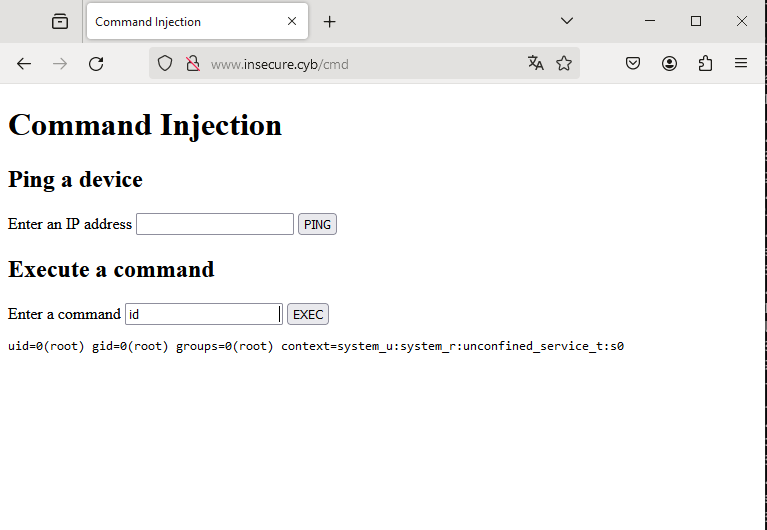 Command Injection
www.insecure.cyb/cmd
Command Injection
Ping a device
Enter an IP address PING
Execute a command
Enter a command id EXEC
uid=0(root) gid=0(root) groups=0(root) context=system_u:system_r:unconfined_service_t:s0